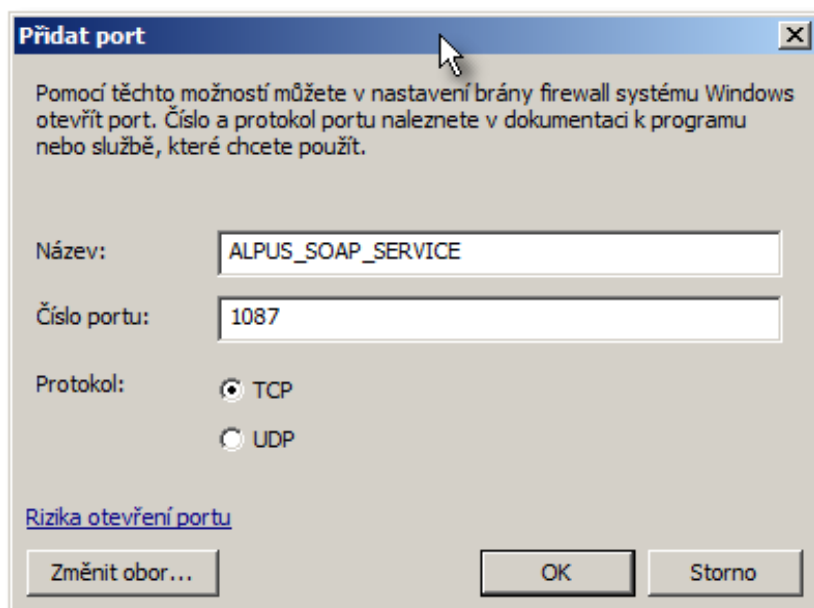 Přidat port
Pomocí těchto možností můžete v nastavení brány firewall systému Windows
otevřít port. Číslo a protokol portu naleznete v dokumentaci k programu
nebo službě, které chcete použít.
Název: ALPUS_SOAP_SERVICE
Číslo portu: 1087
Protokol: TCP
UDP
Rizika otevření portu
Změnit obor... OK Storno